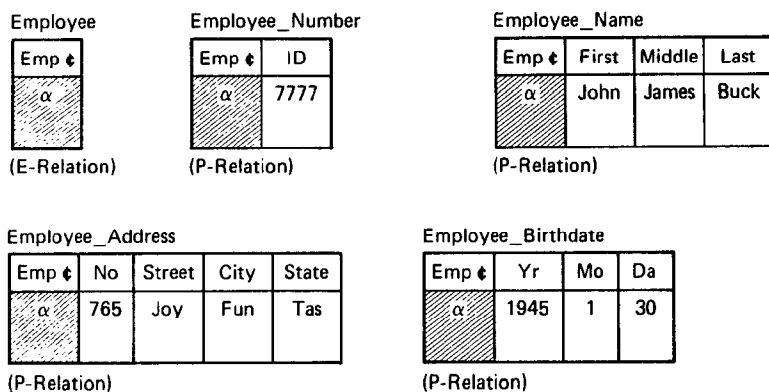 Employee
Emp ¢
α
(E-Relation)
Employee_Number
Emp ¢ ID
α 7777
(P-Relation)
Employee_Name
Emp ¢ First Middle Last
α John James Buck
(P-Relation)
Employee_Address
Emp ¢ No Street City State
α 765 Joy Fun Tas
(P-Relation)
Employee_Birthdate
Emp ¢ Yr Mo Da
α 1945 1 30
(P-Relation)